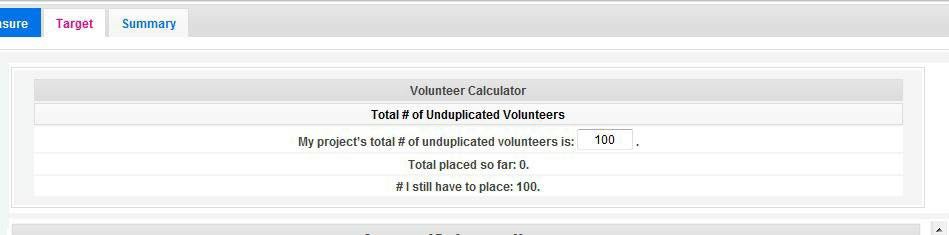 Target Summary
Volunteer Calculator
Total # of Unduplicated Volunteers
My project's total # of unduplicated volunteers is: 100 .
Total placed so far: 0.
# I still have to place: 100.